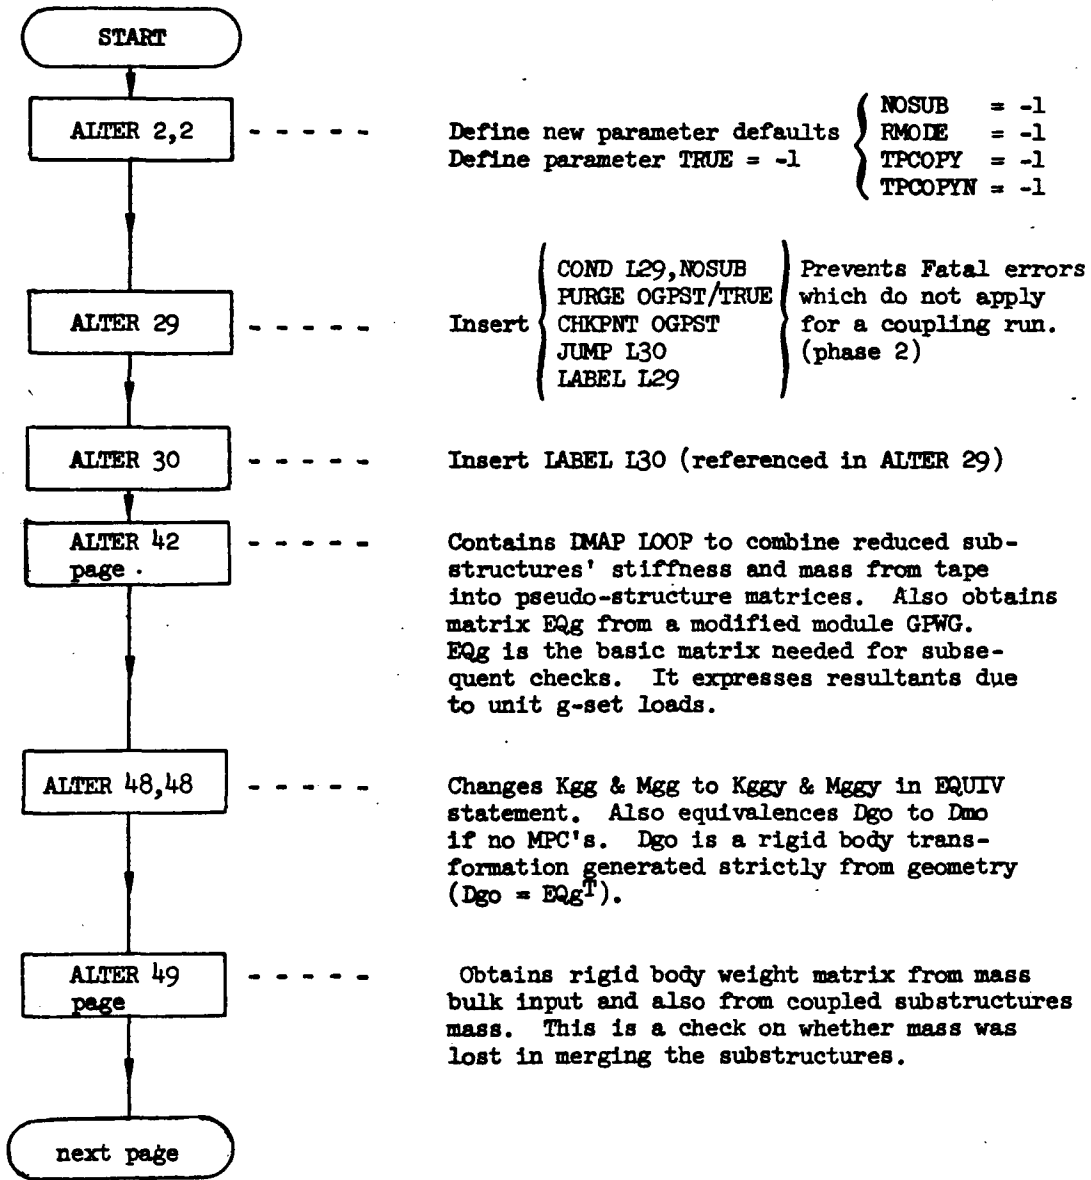 START
ALTER 2,2
Define new parameter defaults
Define parameter TRUE = -1
NOSUB = -1
RMODE = -1
TPCOPY = -1
TPCOPYN = -1
ALTER 29
Insert
COND L29,NOSUB
PURGE OGPST/TRUE
CHKPNT OGPST
JUMP L30
LABEL L29
Prevents Fatal errors
which do not apply
for a coupling run.
(phase 2)
ALTER 30
Insert LABEL L30 (referenced in ALTER 29)
ALTER 42
page .
Contains DMAP LOOP to combine reduced sub-
structures' stiffness and mass from tape
into pseudo-structure matrices. Also obtains
matrix EQg from a modified module GPWG.
EQg is the basic matrix needed for subse-
quent checks. It expresses resultants due
to unit g-set loads.
ALTER 48,48
Changes Kgg & Mgg to Kggy & Mggy in EQUIV
statement. Also equivalences Dgo to Dmo
if no MPC's. Dgo is a rigid body trans-
formation generated strictly from geometry
(Dgo = EQgᵀ).
ALTER 49
page
Obtains rigid body weight matrix from mass
bulk input and also from coupled substructures
mass. This is a check on whether mass was
lost in merging the substructures.
next page